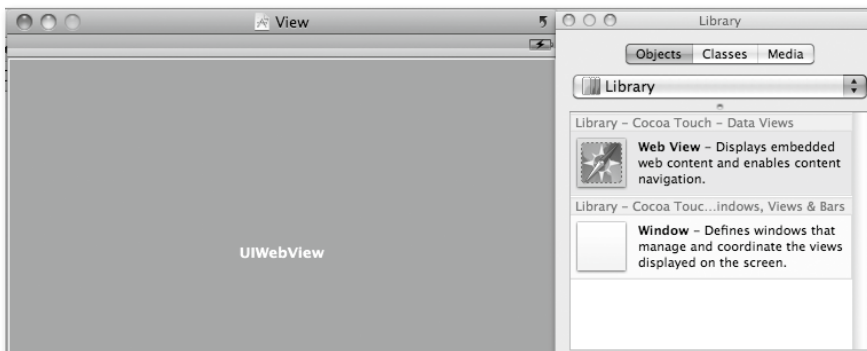 View
UIWebView
Library
Objects Classes Media
Library
Library – Cocoa Touch – Data Views
Web View – Displays embedded
web content and enables content
navigation.
Library – Cocoa Touc...indows, Views & Bars
Window – Defines windows that
manage and coordinate the views
displayed on the screen.